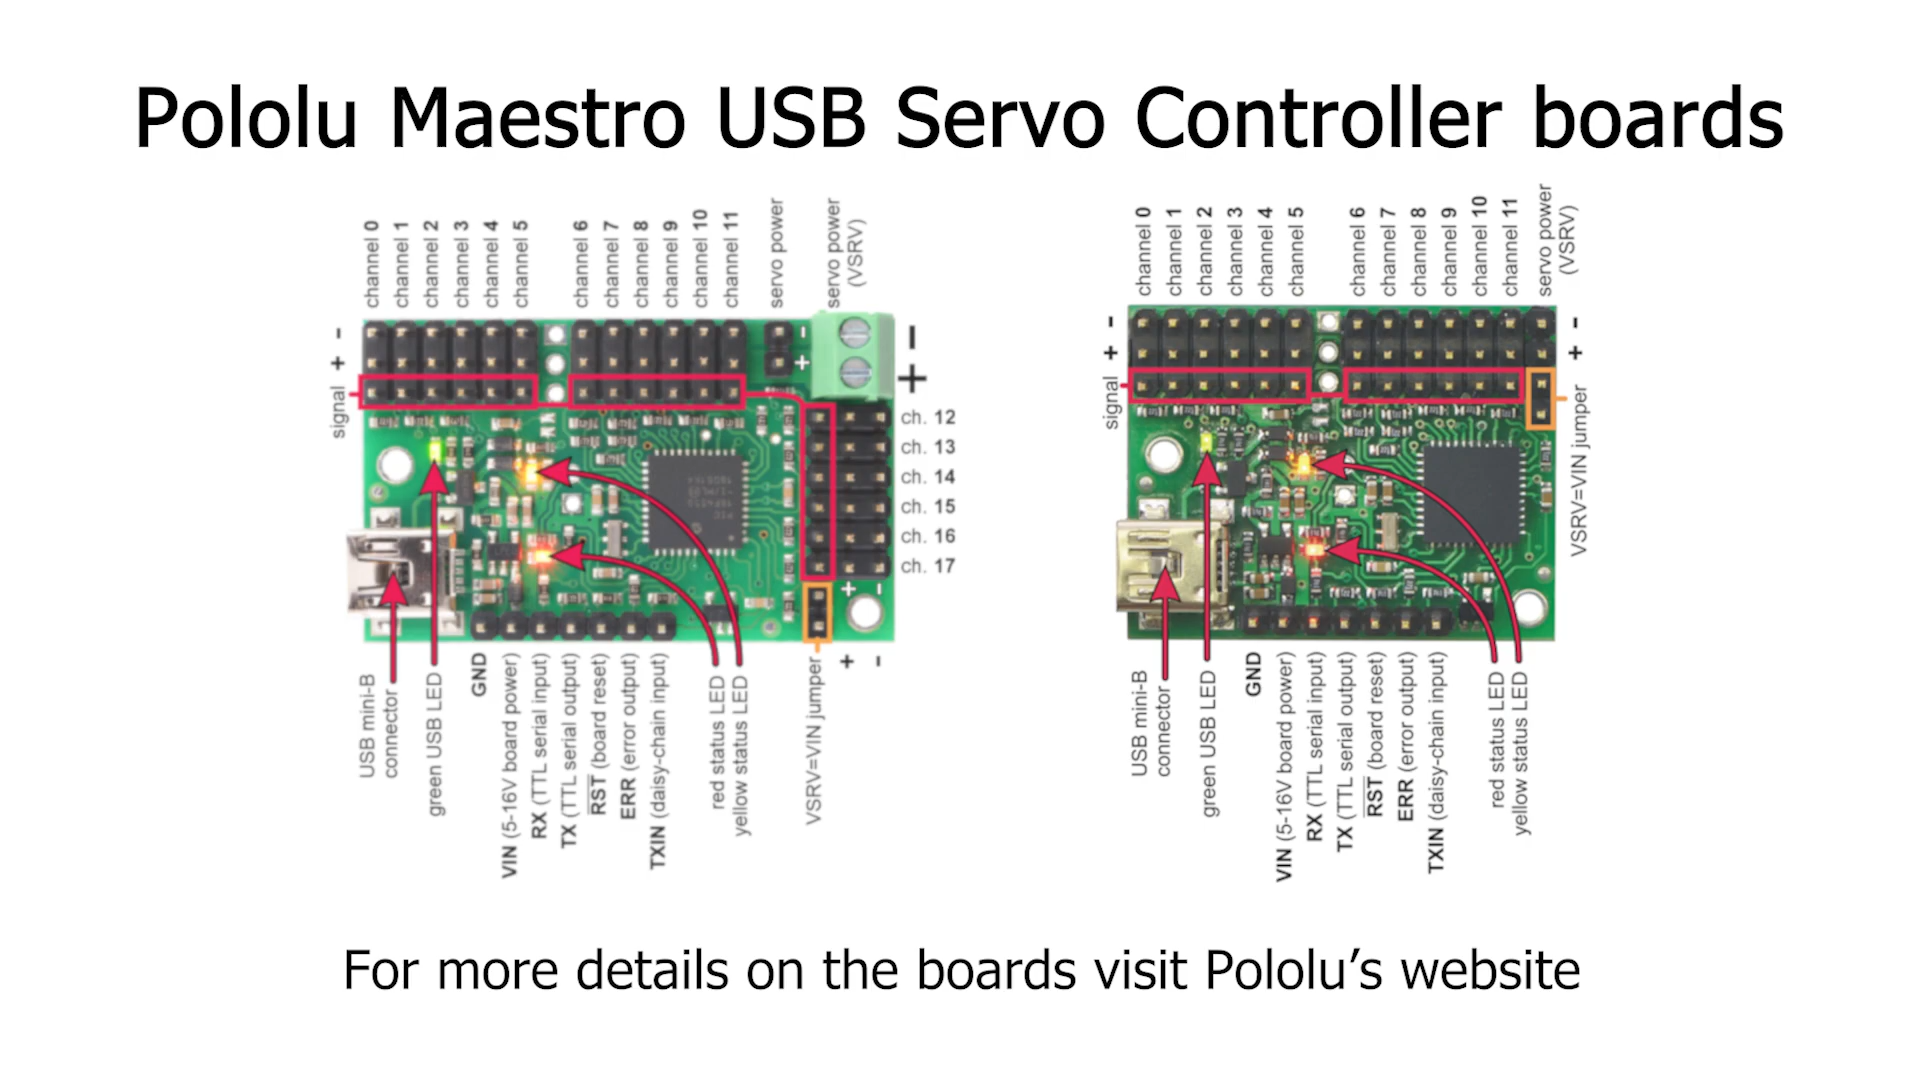 Pololu Maestro USB Servo Controller boards
channel 0
channel 1
channel 2
channel 3
channel 4
channel 5
channel 6
channel 7
channel 8
channel 9
channel 10
channel 11
servo power
servo power
(VSRV)
-
+
signal
-
+
-
+
ch. 12
ch. 13
ch. 14
ch. 15
ch. 16
ch. 17
+
-
USB mini-B
connector
green USB LED
GND
VIN (5-16V board power)
RX (TTL serial input)
TX (TTL serial output)
RST (board reset)
ERR (error output)
TXIN (daisy-chain input)
red status LED
yellow status LED
VSRV=VIN jumper
+
-
channel 0
channel 1
channel 2
channel 3
channel 4
channel 5
channel 6
channel 7
channel 8
channel 9
channel 10
channel 11
servo power
(VSRV)
-
+
signal
-
+
VSRV=VIN jumper
USB mini-B
connector
green USB LED
GND
VIN (5-16V board power)
RX (TTL serial input)
TX (TTL serial output)
RST (board reset)
ERR (error output)
TXIN (daisy-chain input)
red status LED
yellow status LED
For more details on the boards visit Pololu’s website